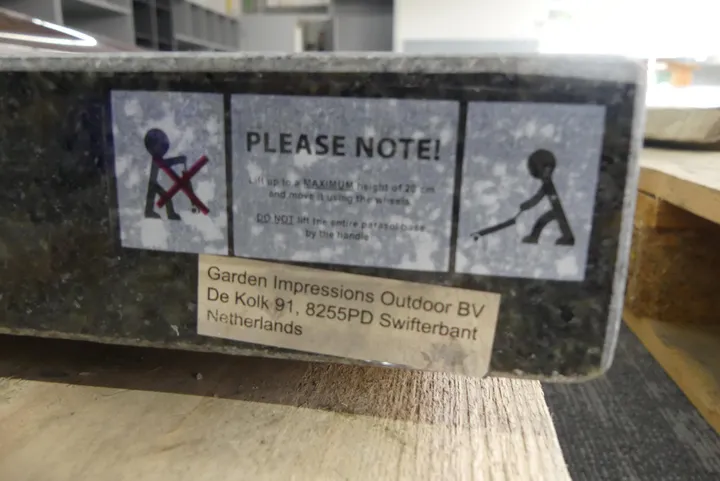 PLEASE NOTE!
Lift up to a MAXIMUM height of 20 cm
and move it using the wheels.
DO NOT lift the entire parasol base
by the handle
Garden Impressions Outdoor BV
De Kolk 91, 8255PD Swifterbant
Netherlands